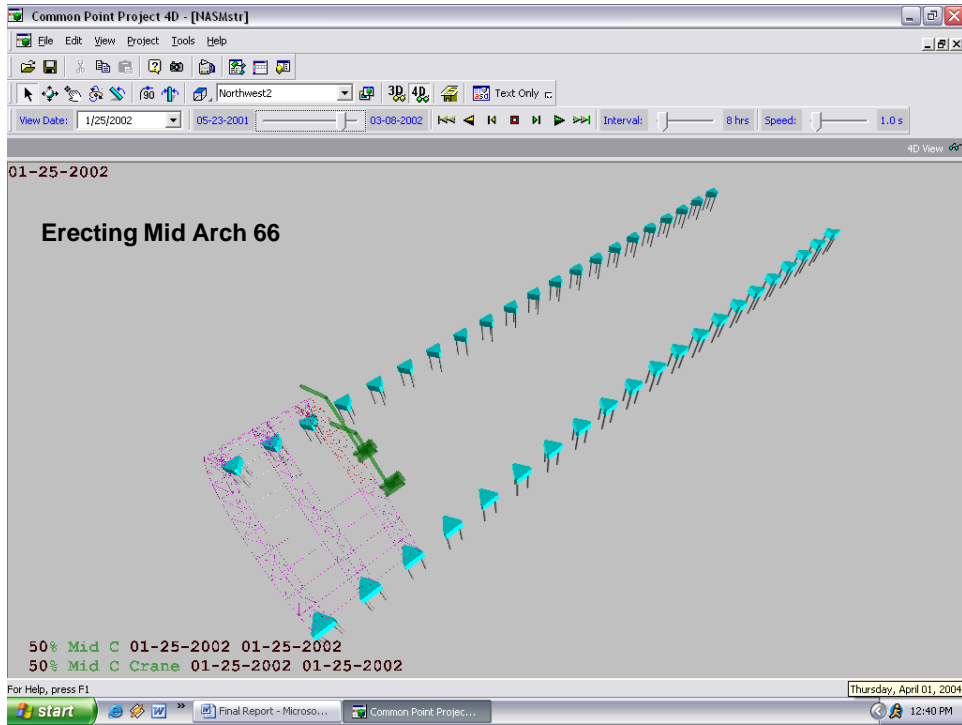 Common Point Project 4D - [NASMstr]
File Edit View Project Tools Help
Northwest2 3D 4D Text Only
View Date: 1/25/2002 05-23-2001 03-08-2002 Interval: 8 hrs Speed: 1.0 s
4D View
01-25-2002
Erecting Mid Arch 66
50% Mid C 01-25-2002 01-25-2002
50% Mid C Crane 01-25-2002 01-25-2002
For Help, press F1
Thursday, April 01, 2004
start Final Report - Microso... Common Point Projec... 12:40 PM